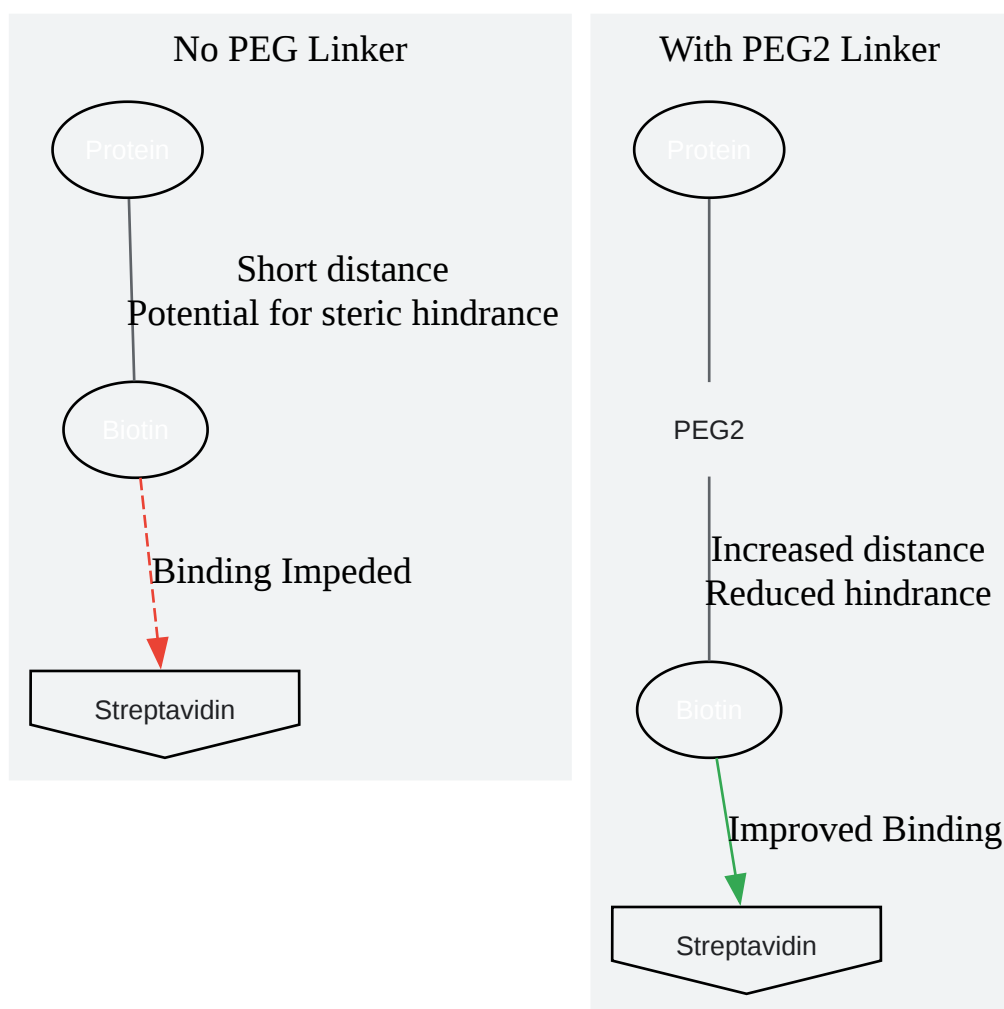 No PEG Linker
Protein
Short distance
Potential for steric hindrance
Biotin
Binding Impeded
Streptavidin
With PEG2 Linker
Protein
PEG2
Increased distance
Reduced hindrance
Biotin
Improved Binding
Streptavidin